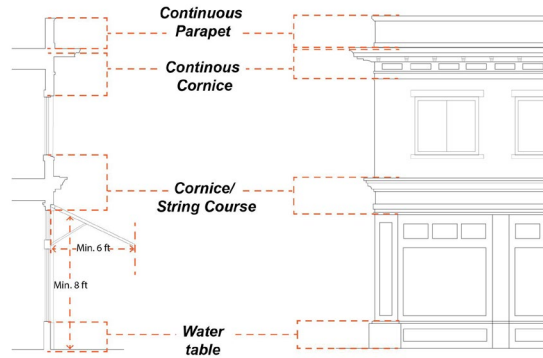 Continuous
Parapet
Continous
Cornice
Cornice/
String Course
Min. 6 ft
Min. 8 ft
Water
table